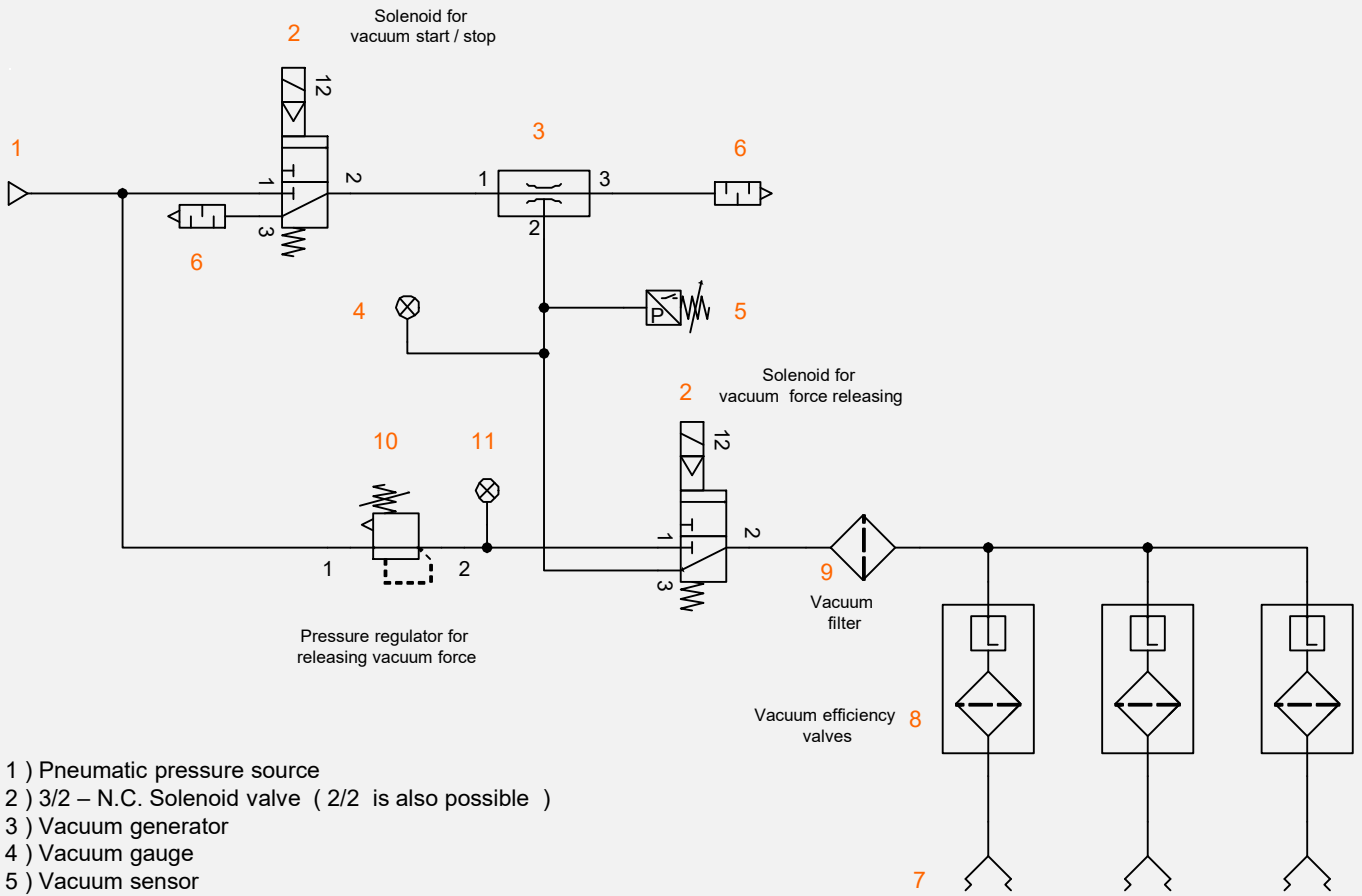 Solenoid for
vacuum start / stop
2
12
1
3
6
1
2
1
3
3
2
6
4
5
P
Solenoid for
vacuum force releasing
2
12
10
11
1
2
1
2
3
9
Vacuum
filter
Pressure regulator for
releasing vacuum force
Vacuum efficiency
valves
8
7
1 ) Pneumatic pressure source
2 ) 3/2 – N.C. Solenoid valve ( 2/2 is also possible )
3 ) Vacuum generator
4 ) Vacuum gauge
5 ) Vacuum sensor